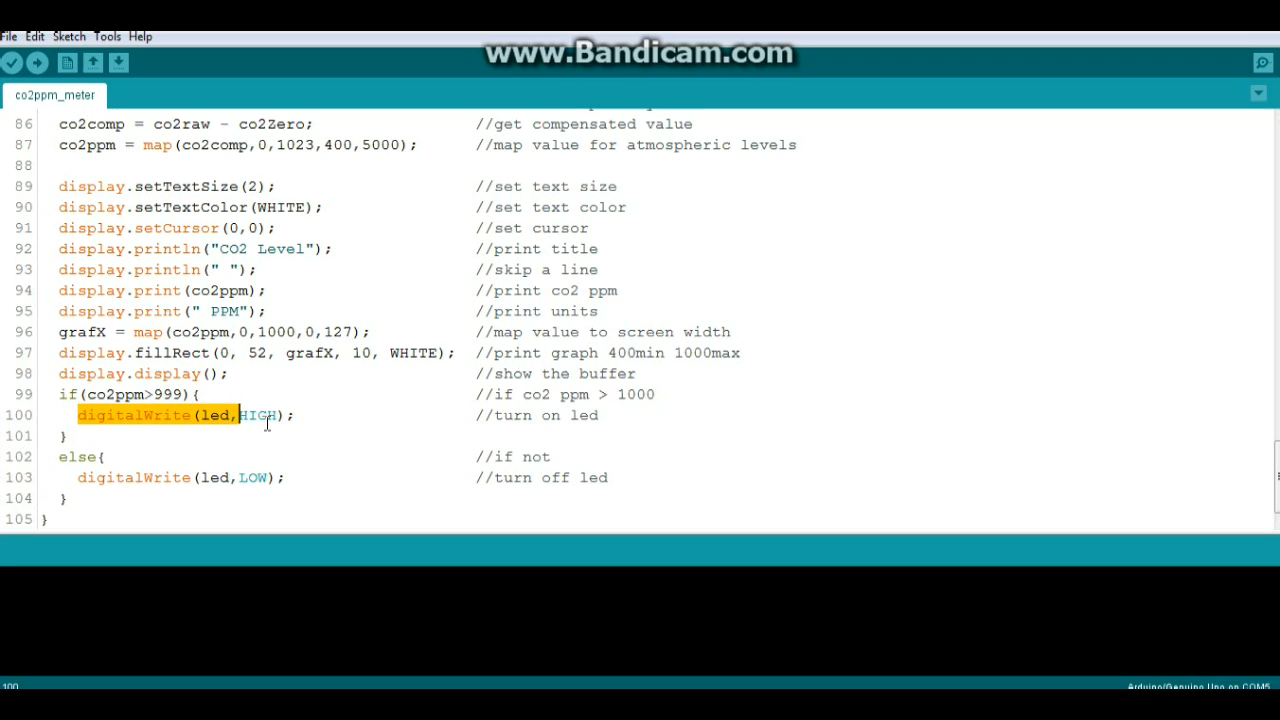 www.Bandicam.com
File Edit Sketch Tools Help
co2ppm_meter
86 co2comp = co2raw - co2Zero; //get compensated value
87 co2ppm = map(co2comp,0,1023,400,5000); //map value for atmospheric levels
88
89 display.setTextSize(2); //set text size
90 display.setTextColor(WHITE); //set text color
91 display.setCursor(0,0); //set cursor
92 display.println("CO2 Level"); //print title
93 display.println(" "); //skip a line
94 display.print(co2ppm); //print co2 ppm
95 display.print(" PPM"); //print units
96 grafX = map(co2ppm,0,1000,0,127); //map value to screen width
97 display.fillRect(0, 52, grafX, 10, WHITE); //print graph 400min 1000max
98 display.display(); //show the buffer
99 if(co2ppm>999){ //if co2 ppm > 1000
100 digitalWrite(led,HIGH); //turn on led
101 }
102 else{ //if not
103 digitalWrite(led,LOW); //turn off led
104 }
105 }
100 Arduino/Genuino Uno on COM5